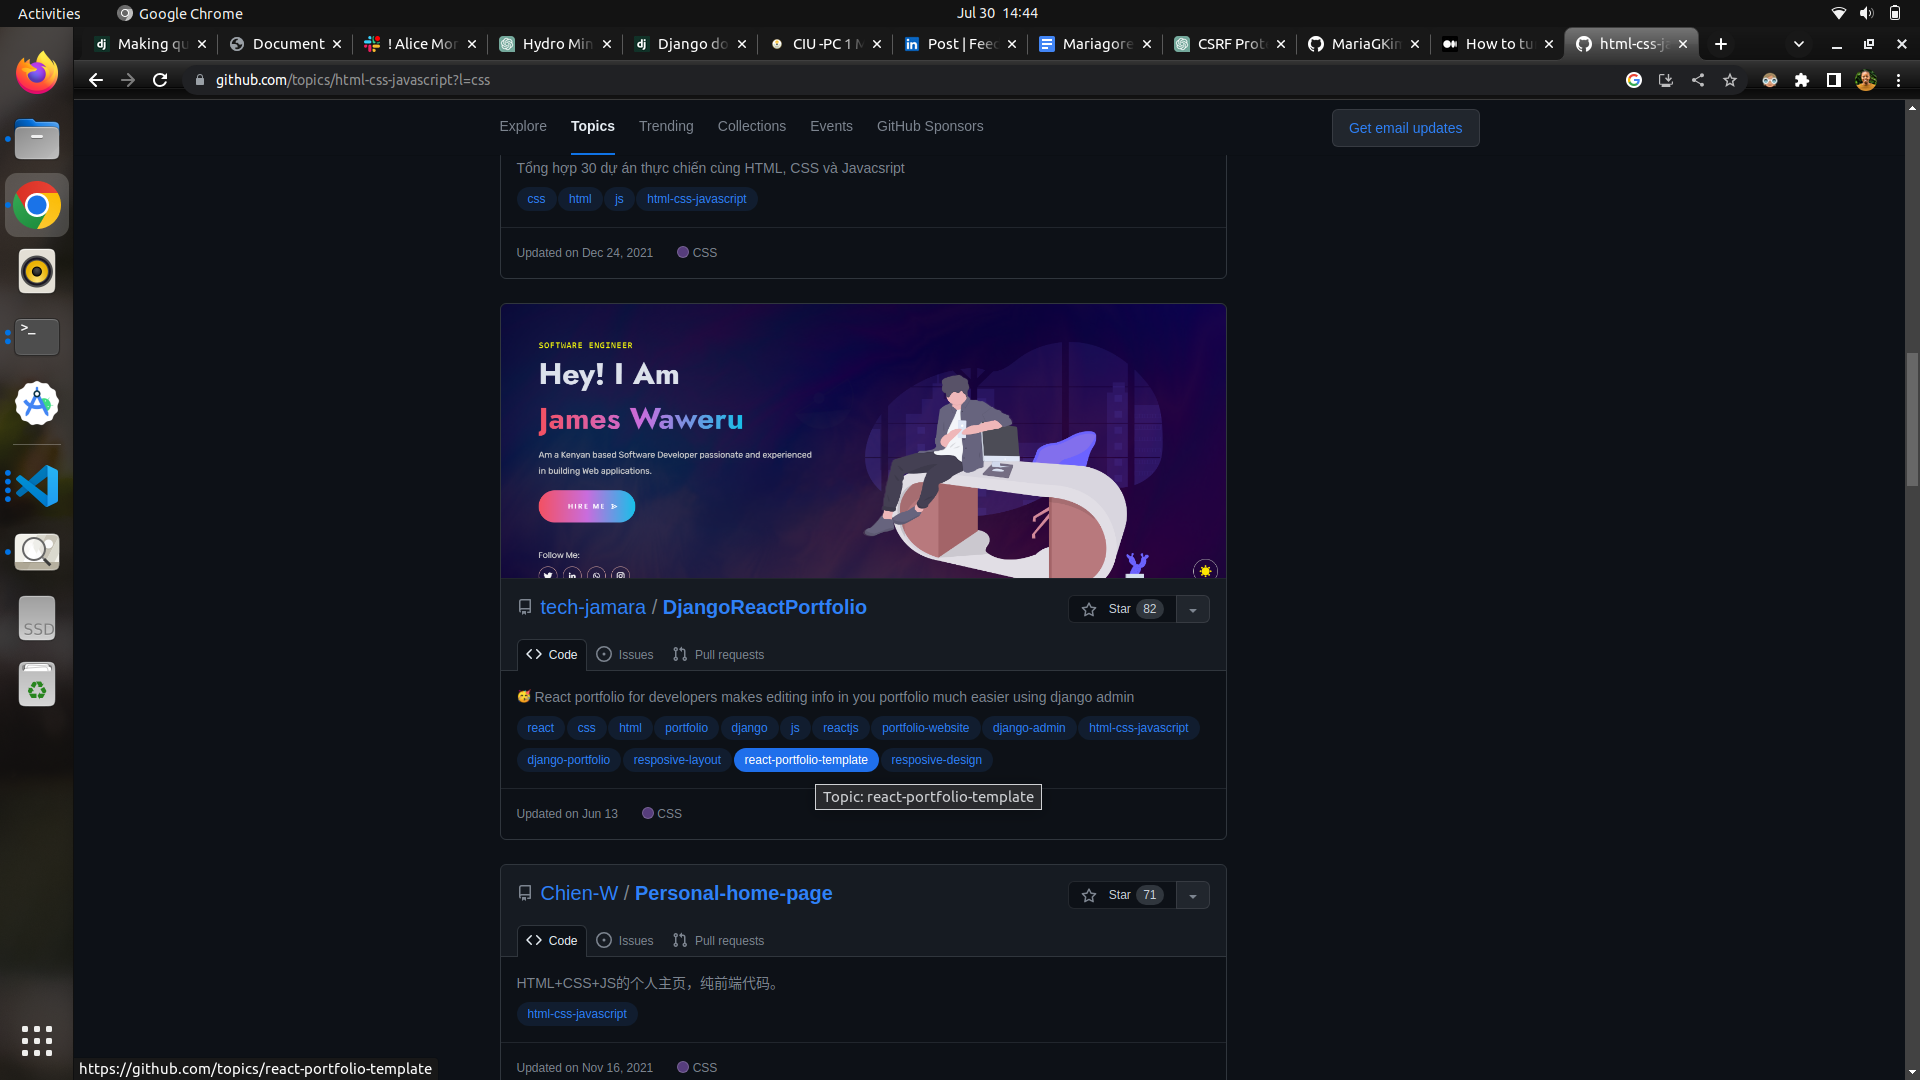 Activities
Google Chrome
Jul 30 14:44
Making qu
Document
! Alice Mor
Hydro Min
Django do
CIU -PC 1 M
Post | Feed
Mariagore
CSRF Prot
MariaGKin
How to tu
html-css-ja
github.com/topics/html-css-javascript?l=css
Explore
Topics
Trending
Collections
Events
GitHub Sponsors
Get email updates
Tổng hợp 30 dự án thực chiến cùng HTML, CSS và Javacsript
css
html
js
html-css-javascript
Updated on Dec 24, 2021
CSS
SOFTWARE ENGINEER
Hey! I Am
James Waweru
Am a Kenyan based Software Developer passionate and experienced
in building Web applications.
HIRE ME
Follow Me:
tech-jamara / DjangoReactPortfolio
Star 82
Code
Issues
Pull requests
🥳 React portfolio for developers makes editing info in you portfolio much easier using django admin
react
css
html
portfolio
django
js
reactjs
portfolio-website
django-admin
html-css-javascript
django-portfolio
resposive-layout
react-portfolio-template
resposive-design
Topic: react-portfolio-template
Updated on Jun 13
CSS
Chien-W / Personal-home-page
Star 71
Code
Issues
Pull requests
HTML+CSS+JS的个人主页，纯前端代码。
html-css-javascript
Updated on Nov 16, 2021
CSS
SSD
https://github.com/topics/react-portfolio-template